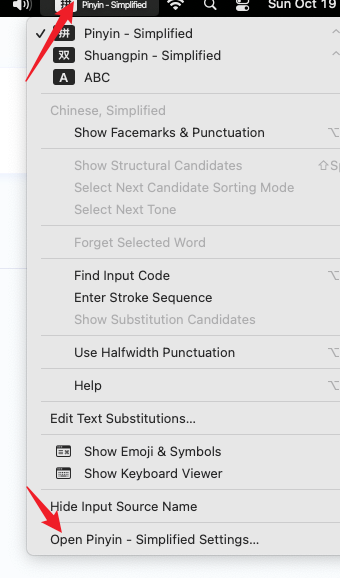 Pinyin - Simplified
Sun Oct 19
✓ 拼 Pinyin - Simplified ^
双 Shuangpin - Simplified ^
A ABC
Chinese, Simplified
Show Facemarks & Punctuation ⌥
Show Structural Candidates ⇧Sp
Select Next Candidate Sorting Mode
Select Next Tone
Forget Selected Word
Find Input Code ⌥
Enter Stroke Sequence
Show Substitution Candidates
Use Halfwidth Punctuation ⌥
Help ⌥
Edit Text Substitutions...
Show Emoji & Symbols
Show Keyboard Viewer
Hide Input Source Name
Open Pinyin - Simplified Settings...